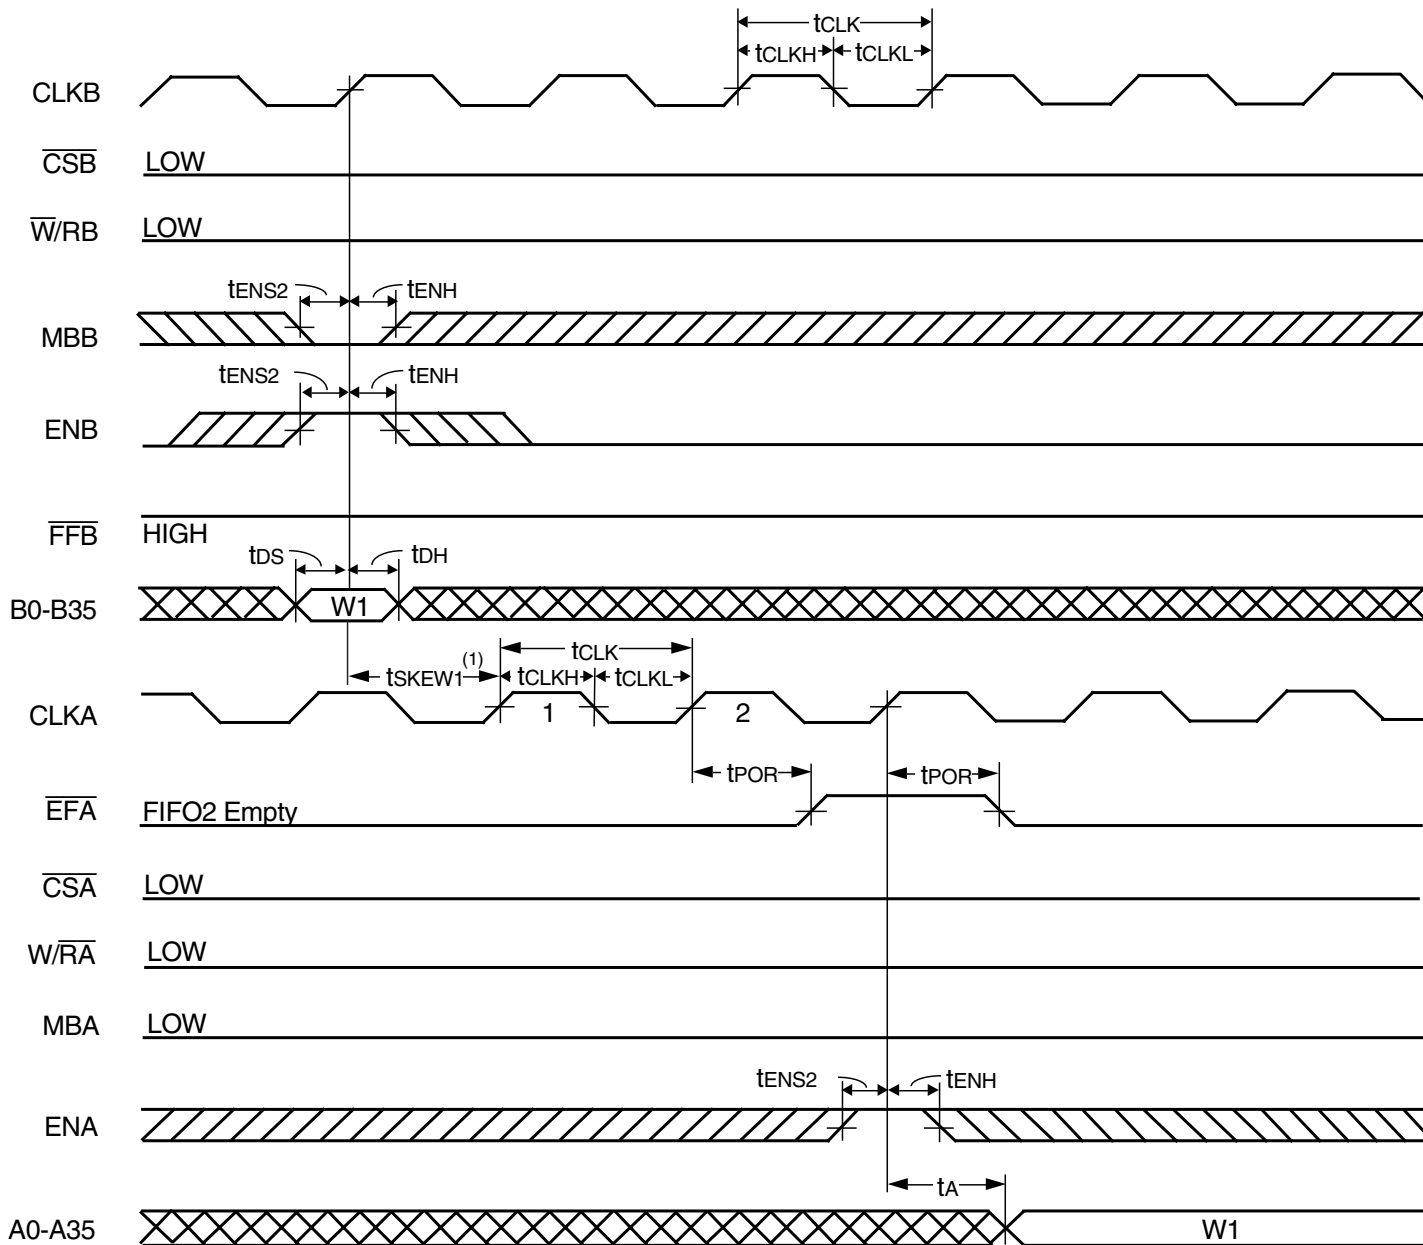 tCLK
tCLKH tCLKL
CLKB
CSB LOW
W/RB LOW
tENS2 tENH
MBB
tENS2 tENH
ENB
FFB HIGH
tDS tDH
B0-B35 W1
tSKEW1(1) tCLK
tCLKH tCLKL
CLKA 1 2
tPOR tPOR
EFA FIFO2 Empty
CSA LOW
W/RA LOW
MBA LOW
tENS2 tENH
ENA
tA
A0-A35 W1